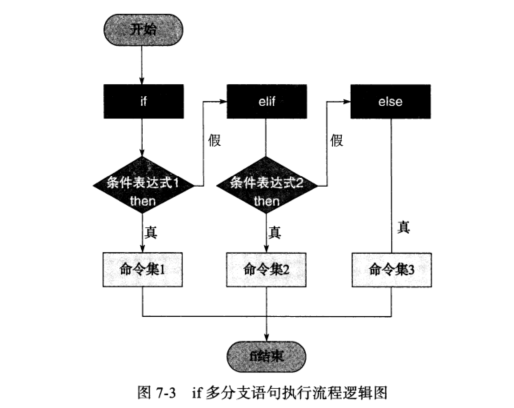 开始
if
elif
else
假
假
条件表达式1
then
条件表达式2
then
真
真
真
命令集1
命令集2
命令集3
fi结束
图 7-3 if 多分支语句执行流程逻辑图